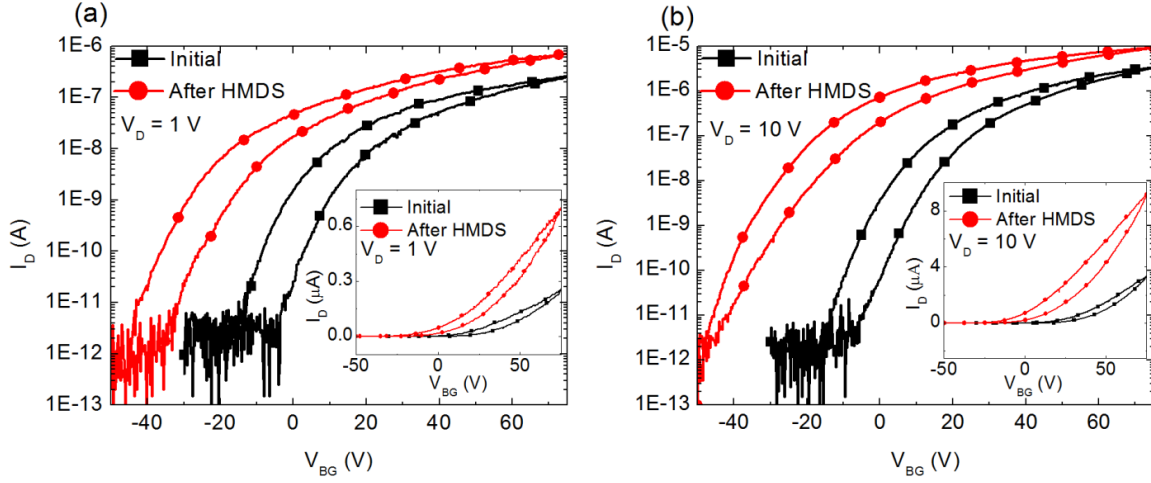 (a)
1E-6
1E-7
1E-8
1E-9
1E-10
1E-11
1E-12
1E-13
I_D (A)
Initial
After HMDS
V_D = 1 V
-40 -20 0 20 40 60
V_BG (V)
0.6
0.3
0.0
I_D (μA)
Initial
After HMDS
V_D = 1 V
-50 0 50
V_BG (V)
(b)
1E-5
1E-6
1E-7
1E-8
1E-9
1E-10
1E-11
1E-12
1E-13
I_D (A)
Initial
After HMDS
V_D = 10 V
-40 -20 0 20 40 60
V_BG (V)
8
4
0
I_D (μA)
Initial
After HMDS
V_D = 10 V
-50 0 50
V_BG (V)